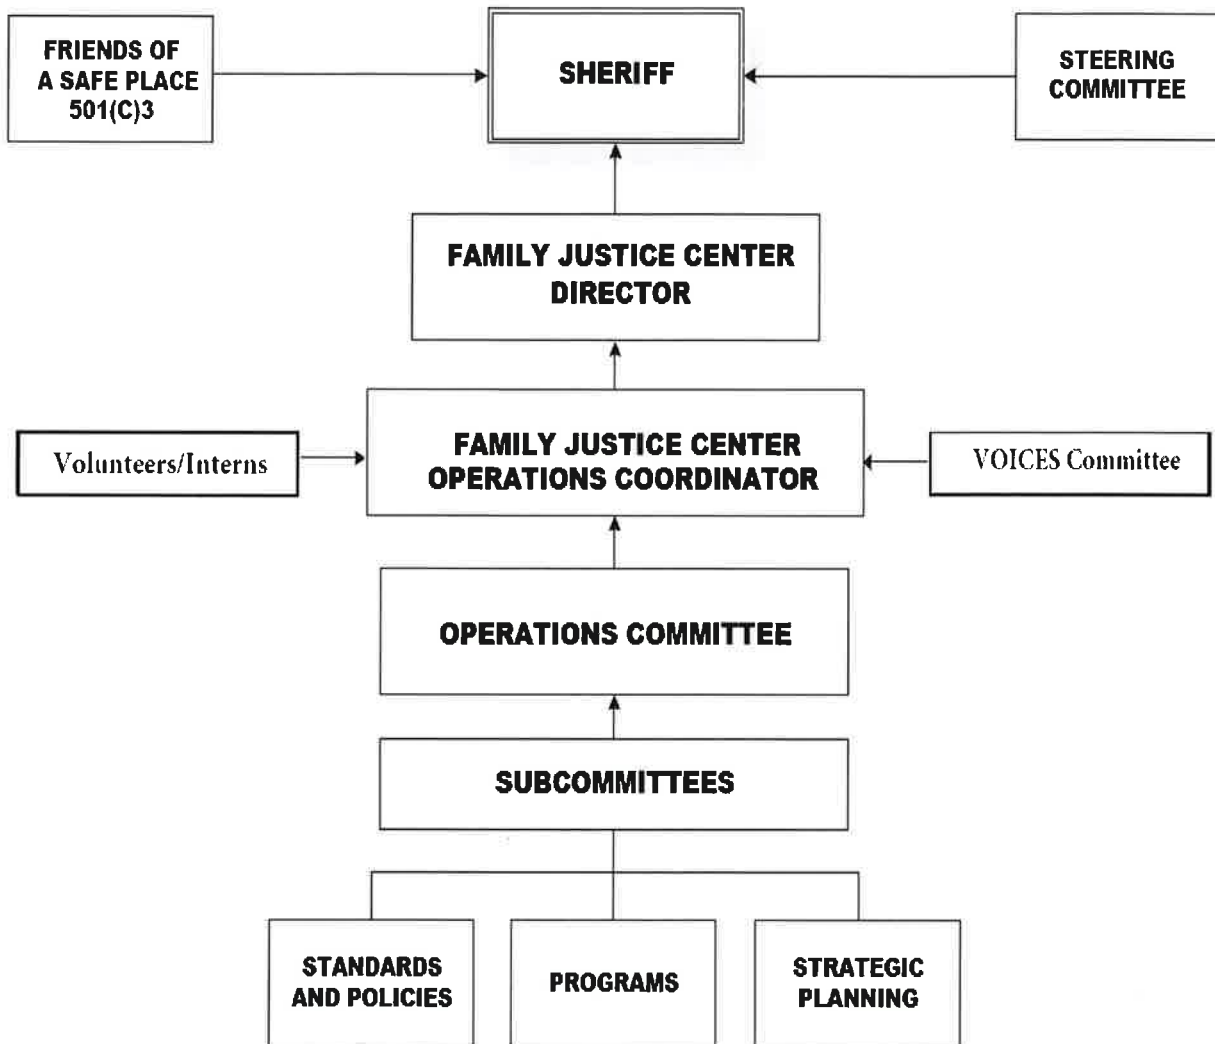 FRIENDS OF
A SAFE PLACE
501(C)3
SHERIFF
STEERING
COMMITTEE
FAMILY JUSTICE CENTER
DIRECTOR
Volunteers/Interns
FAMILY JUSTICE CENTER
OPERATIONS COORDINATOR
VOICES Committee
OPERATIONS COMMITTEE
SUBCOMMITTEES
STANDARDS
AND POLICIES
PROGRAMS
STRATEGIC
PLANNING